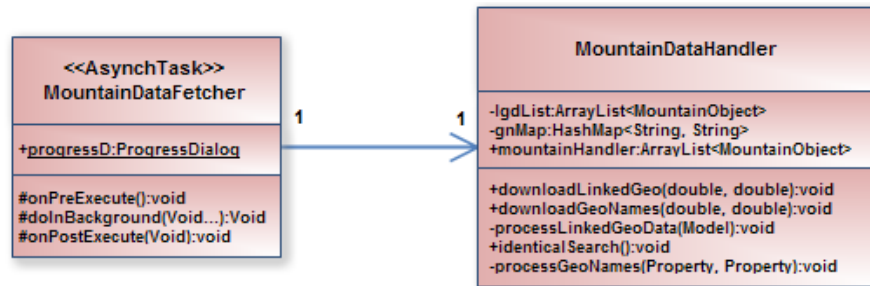 <<AsynchTask>>
MountainDataFetcher
+progressD:ProgressDialog
#onPreExecute():void
#doInBackground(Void...):Void
#onPostExecute(Void):void
1
1
MountainDataHandler
-lgdList:ArrayList<MountainObject>
-gnMap:HashMap<String, String>
+mountainHandler:ArrayList<MountainObject>
+downloadLinkedGeo(double, double):void
+downloadGeoNames(double, double):void
-processLinkedGeoData(Model):void
+identicalSearch():void
-processGeoNames(Property, Property):void